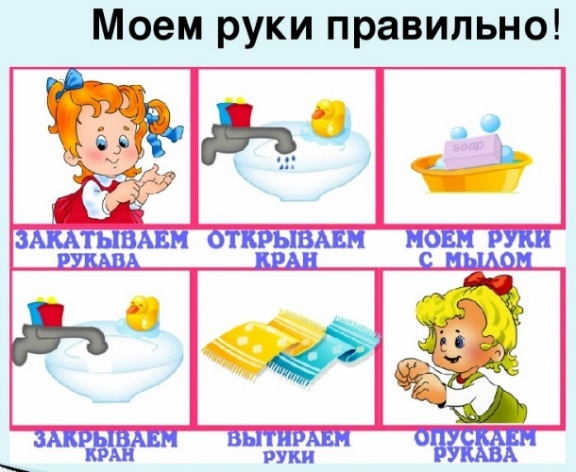 Моем руки правильно!
ЗАКАТЫВАЕМ
РУКАВА
ОТКРЫВАЕМ
КРАН
МОЕМ РУКИ
С МЫЛОМ
soap
ЗАКРЫВАЕМ
КРАН
ВЫТИРАЕМ
РУКИ
ОПУСКАЕМ
РУКАВА